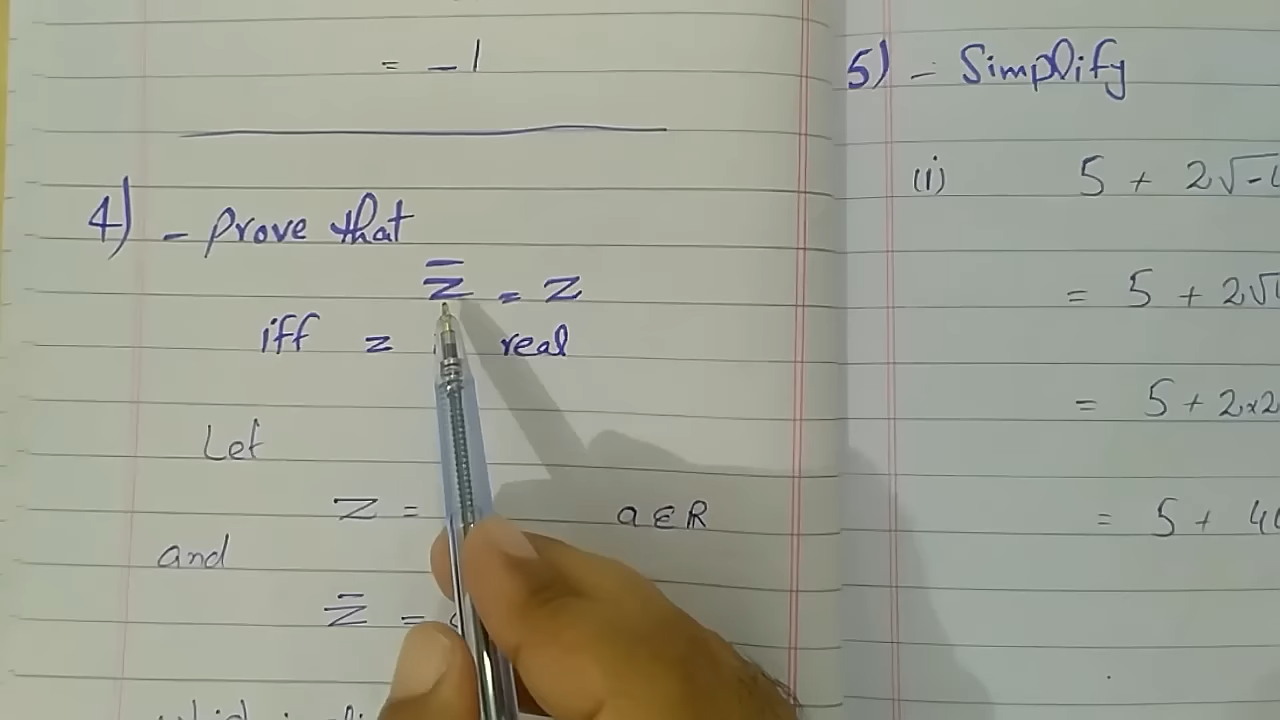 = -1
4) - Prove that
z̄ = z
iff z real
Let
z = a ∈ R
and
z̄ =
5) - Simplify
(i) 5 + 2√-
= 5 + 2√
= 5 + 2×2
= 5 + 4